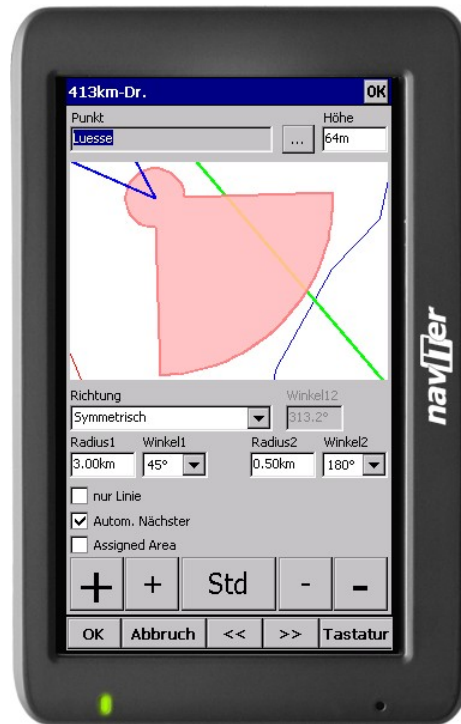 413km-Dr. OK
Punkt Höhe
Luesse ... 64m
Richtung Winkel12
Symmetrisch 313.2°
Radius1 Winkel1 Radius2 Winkel2
3.00km 45° 0.50km 180°
nur Linie
Autom. Nächster
Assigned Area
+ + Std - -
OK Abbruch << >> Tastatur
naviter